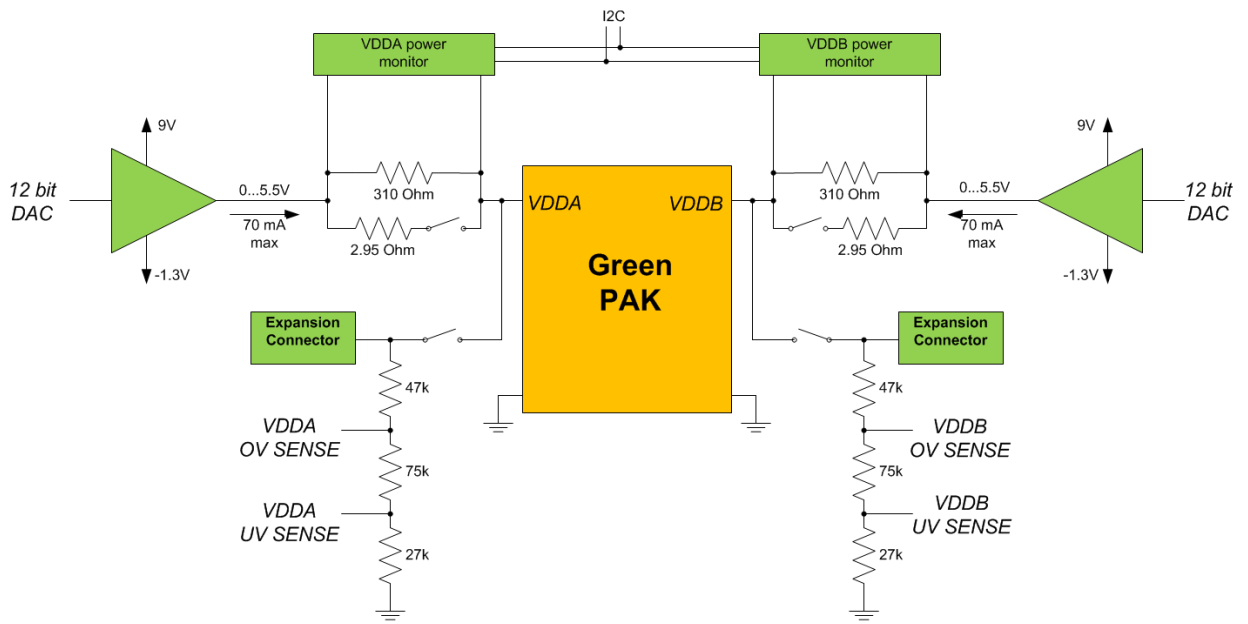 I2C
VDDA power
monitor
VDDB power
monitor
9V
9V
12 bit
DAC
0...5.5V
70 mA
max
310 Ohm
2.95 Ohm
VDDA
VDDB
310 Ohm
2.95 Ohm
0...5.5V
70 mA
max
12 bit
DAC
-1.3V
-1.3V
Green
PAK
Expansion
Connector
Expansion
Connector
47k
47k
VDDA
OV SENSE
VDDB
OV SENSE
75k
75k
VDDA
UV SENSE
VDDB
UV SENSE
27k
27k